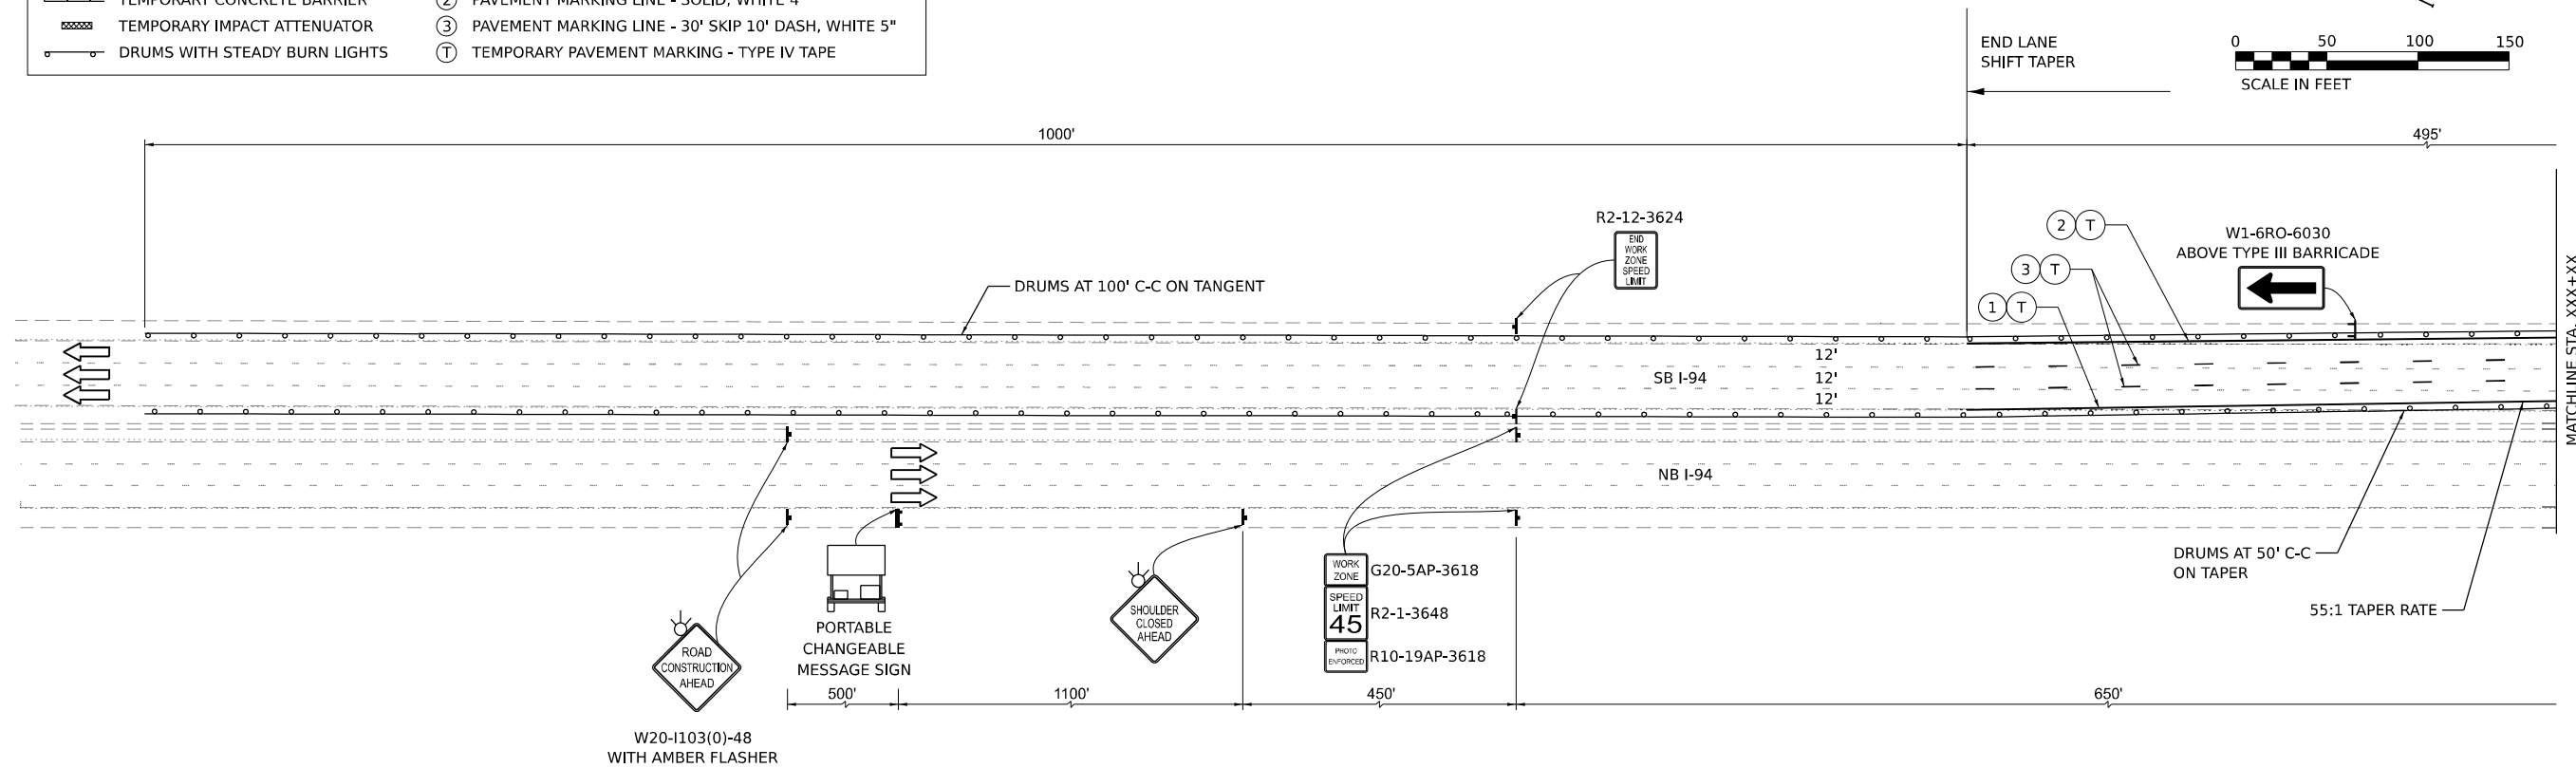 TEMPORARY CONCRETE BARRIER
2 PAVEMENT MARKING LINE - SOLID, WHITE 4"
TEMPORARY IMPACT ATTENUATOR
3 PAVEMENT MARKING LINE - 30' SKIP 10' DASH, WHITE 5"
DRUMS WITH STEADY BURN LIGHTS
T TEMPORARY PAVEMENT MARKING - TYPE IV TAPE
END LANE
SHIFT TAPER
0 50 100 150
SCALE IN FEET
1000'
495'
R2-12-3624
END
WORK
ZONE
SPEED
LIMIT
2 T
3 T
1 T
W1-6RO-6030
ABOVE TYPE III BARRICADE
MATCHLINE STA. XXX+XX
DRUMS AT 100' C-C ON TANGENT
12'
SB I-94 12'
12'
NB I-94
WORK
ZONE
G20-5AP-3618
SPEED
LIMIT
45
R2-1-3648
PHOTO
ENFORCED
R10-19AP-3618
SHOULDER
CLOSED
AHEAD
PORTABLE
CHANGEABLE
MESSAGE SIGN
ROAD
CONSTRUCTION
AHEAD
DRUMS AT 50' C-C
ON TAPER
55:1 TAPER RATE
500'
1100'
450'
650'
W20-I103(0)-48
WITH AMBER FLASHER